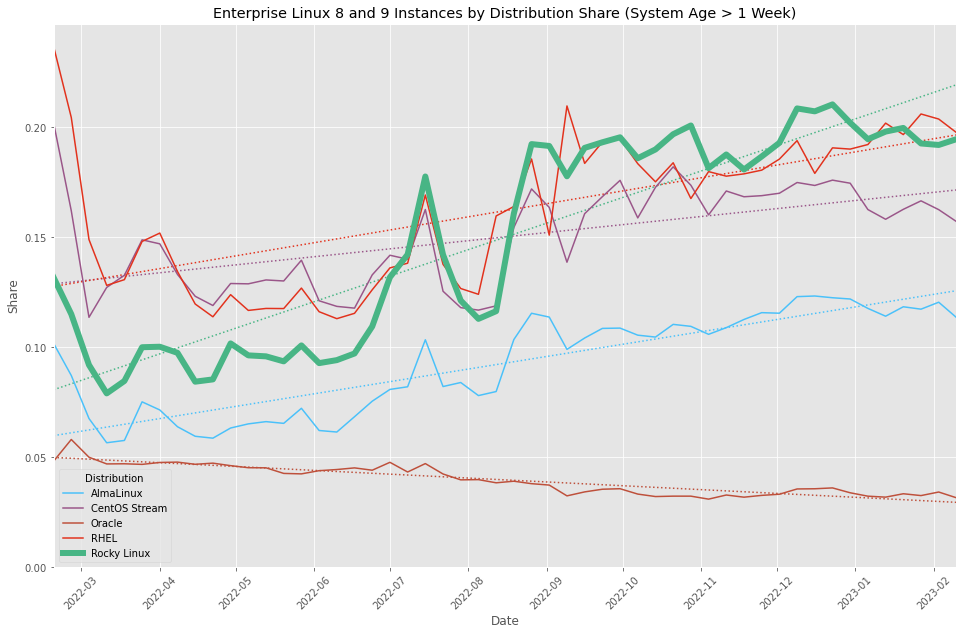 Enterprise Linux 8 and 9 Instances by Distribution Share (System Age > 1 Week)
Share
0.20
0.15
0.10
0.05
0.00
Distribution
AlmaLinux
CentOS Stream
Oracle
RHEL
Rocky Linux
2022-03
2022-04
2022-05
2022-06
2022-07
2022-08
2022-09
2022-10
2022-11
2022-12
2023-01
2023-02
Date